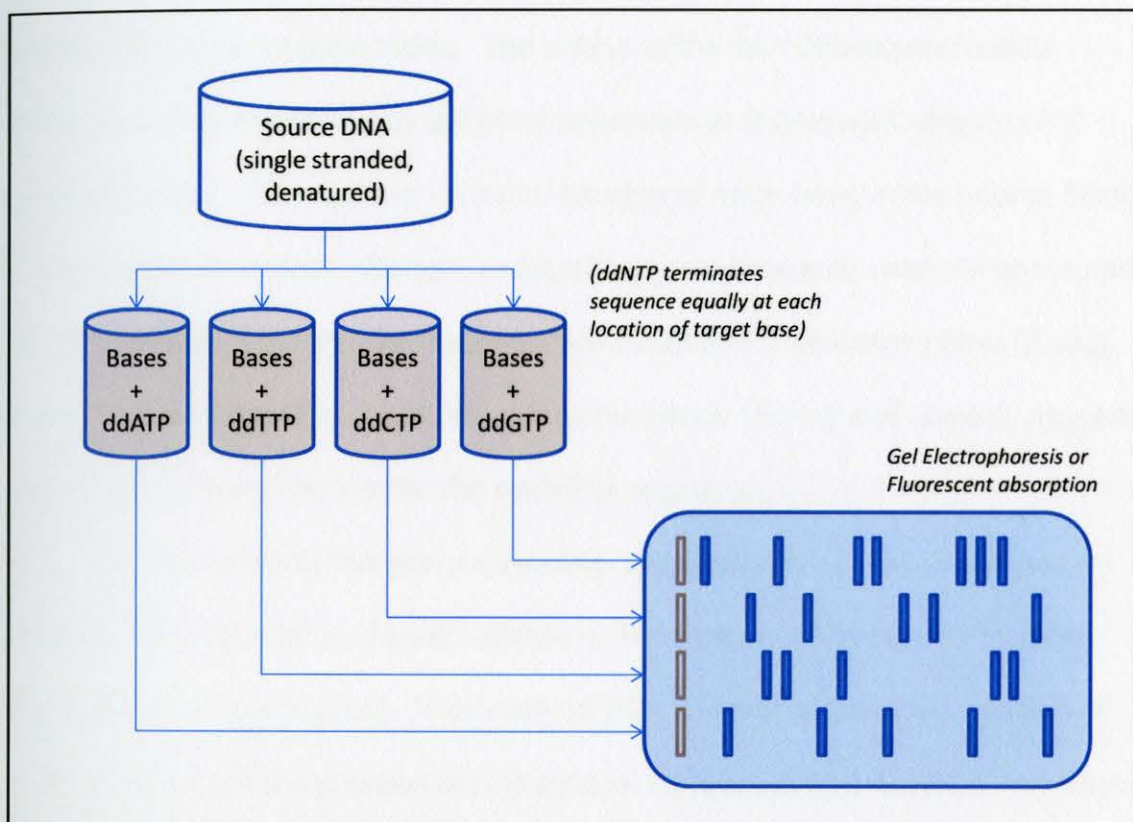 Source DNA
(single stranded,
denatured)
(ddNTP terminates
sequence equally at each
location of target base)
Bases
+
ddATP
Bases
+
ddTTP
Bases
+
ddCTP
Bases
+
ddGTP
Gel Electrophoresis or
Fluorescent absorption